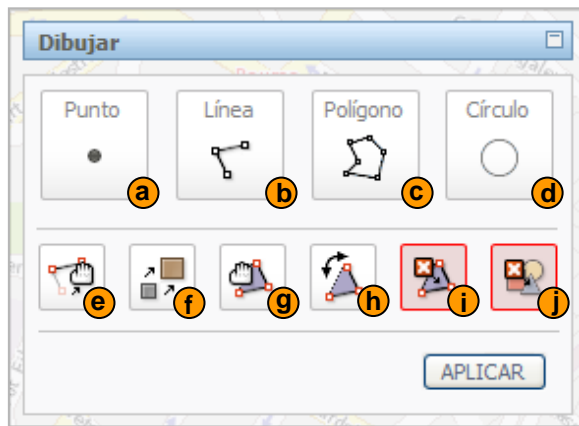 Dibujar
Punto Línea Polígono Círculo
a b c d
e f g h i j
APLICAR